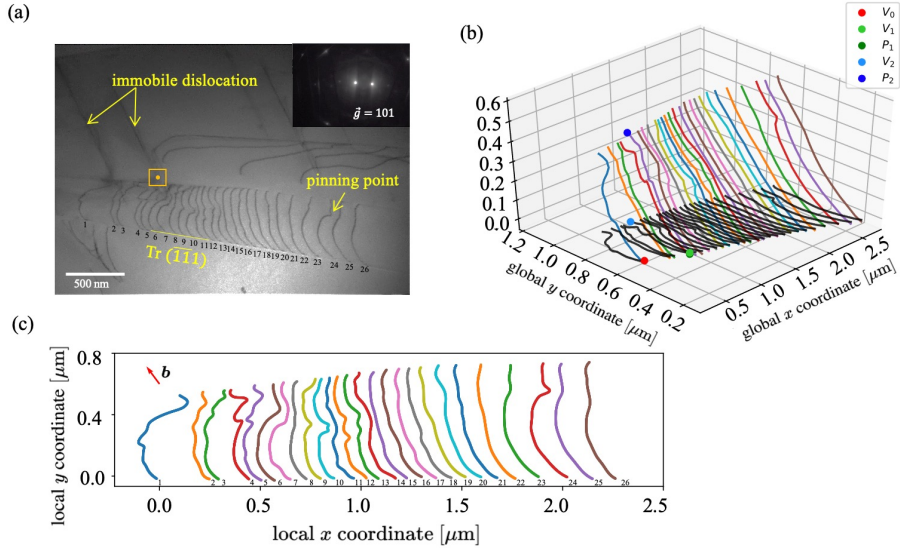 (a)
immobile dislocation
g⃗ = 101
pinning point
1 2 3 4 5 6 7 8 9 10 11 12 13 14 15 16 17 18 19 20 21 22 23 24 25 26
Tr (1̅1̅1)
500 nm
(b)
V₀
V₁
P₁
V₂
P₂
0.6
0.5
0.4
0.3
0.2
0.1
0.0
1.2 1.0 0.8 0.6 0.4 0.2
global y coordinate [μm]
0.5 1.0 1.5 2.0 2.5
global x coordinate [μm]
(c)
b
local y coordinate [μm]
0.8
0.4
0.0
1 2 3 4 5 6 7 8 9 10 11 12 13 14 15 16 17 18 19 20 21 22 23 24 25 26
0.0 0.5 1.0 1.5 2.0 2.5
local x coordinate [μm]